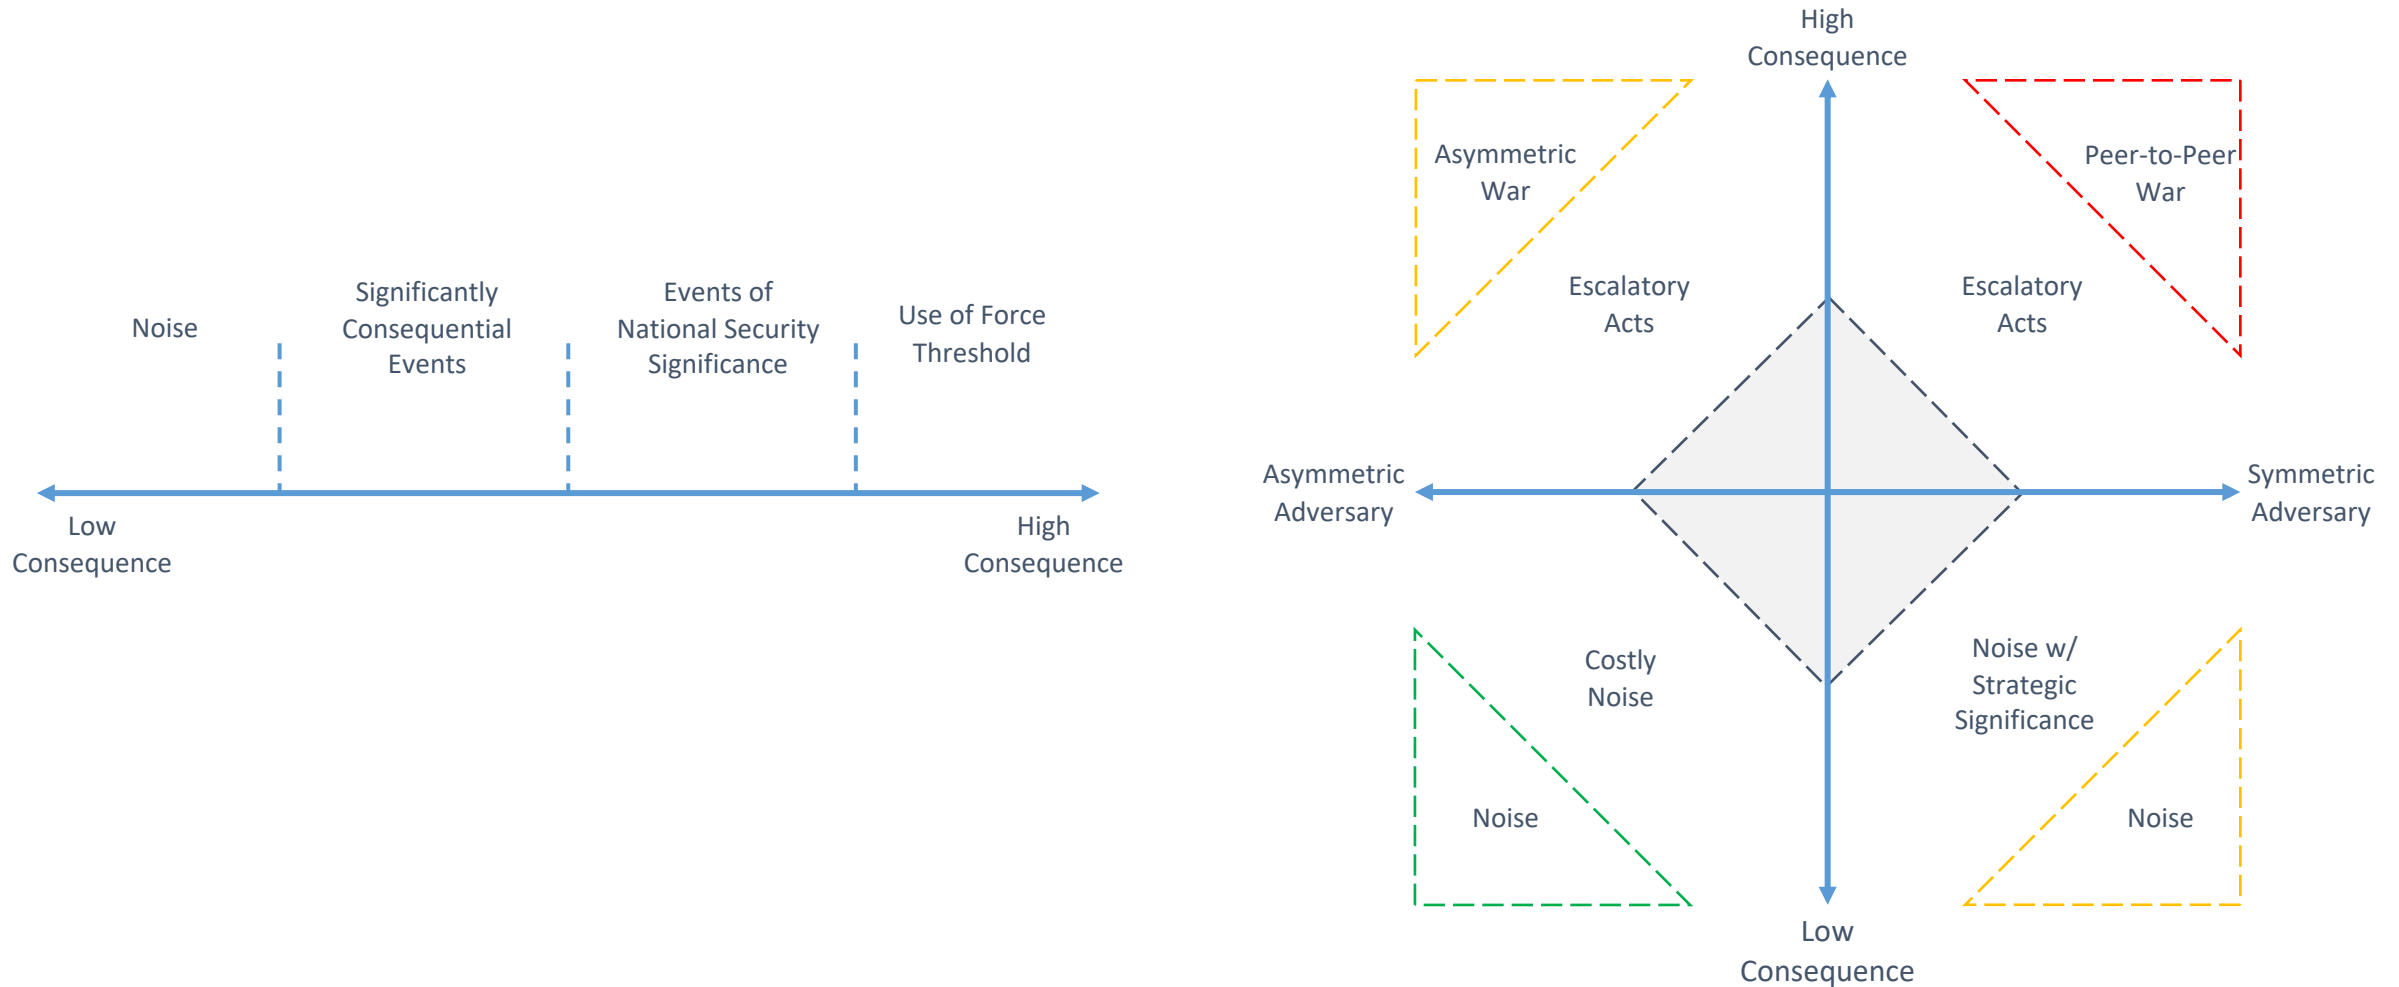 Noise
Significantly
Consequential
Events
Events of
National Security
Significance
Use of Force
Threshold
Low
Consequence
High
Consequence
High
Consequence
Asymmetric
War
Peer-to-Peer
War
Escalatory
Acts
Escalatory
Acts
Asymmetric
Adversary
Symmetric
Adversary
Costly
Noise
Noise w/
Strategic
Significance
Noise
Noise
Low
Consequence